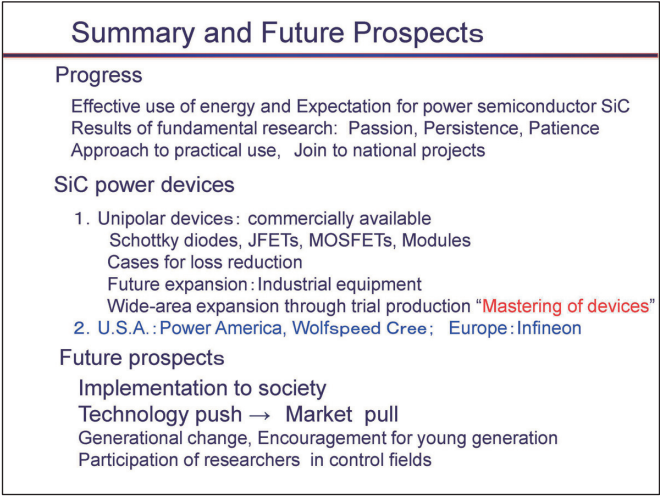 Summary and Future Prospects
Progress
Effective use of energy and Expectation for power semiconductor SiC
Results of fundamental research: Passion, Persistence, Patience
Approach to practical use, Join to national projects
SiC power devices
1. Unipolar devices: commercially available
Schottky diodes, JFETs, MOSFETs, Modules
Cases for loss reduction
Future expansion:Industrial equipment
Wide-area expansion through trial production “Mastering of devices”
2. U.S.A.:Power America, Wolfspeed Cree; Europe:Infineon
Future prospects
Implementation to society
Technology push → Market pull
Generational change, Encouragement for young generation
Participation of researchers in control fields